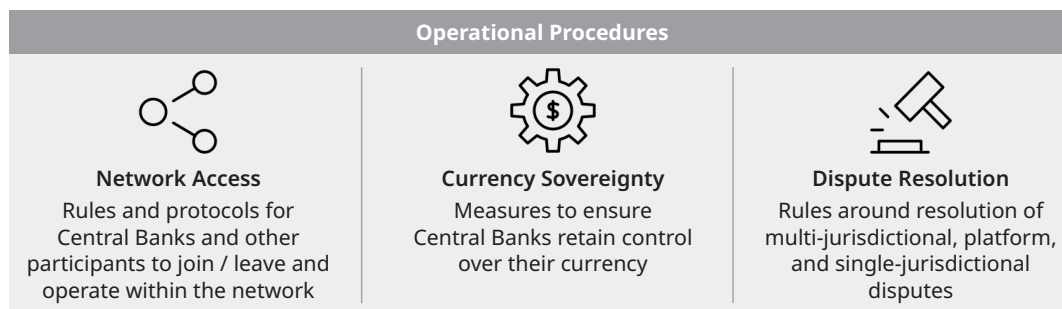 Operational Procedures
$
Network Access
Rules and protocols for
Central Banks and other
participants to join / leave and
operate within the network
Currency Sovereignty
Measures to ensure
Central Banks retain control
over their currency
Dispute Resolution
Rules around resolution of
multi-jurisdictional, platform,
and single-jurisdictional
disputes